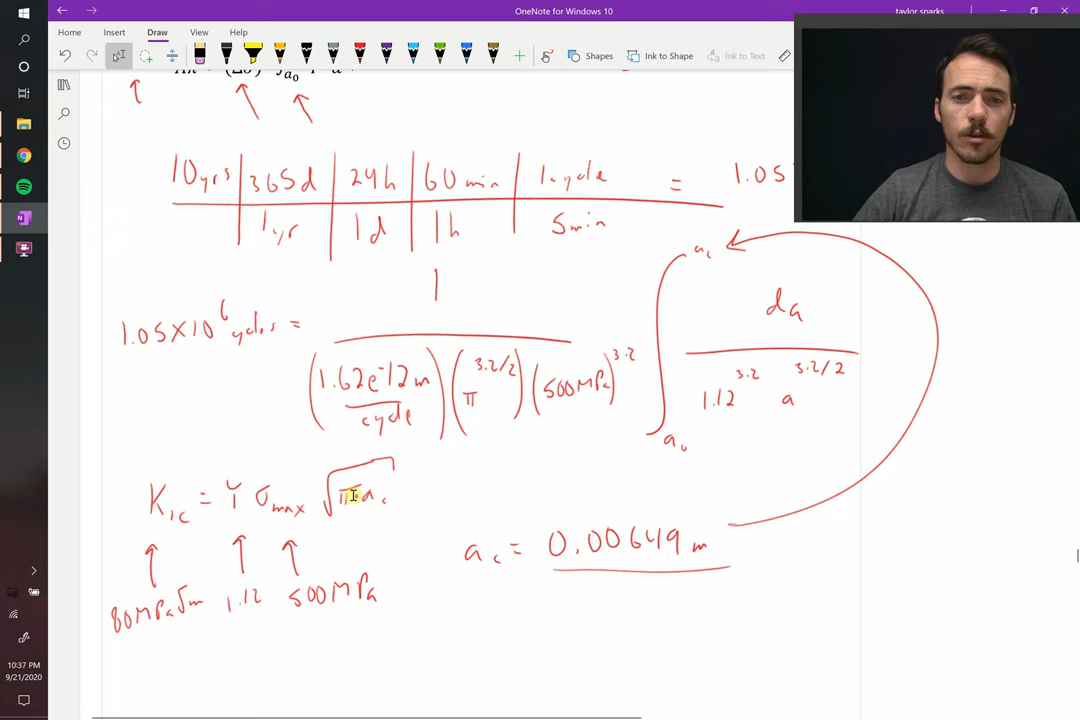 OneNote for Windows 10
taylor sparks
Home Insert Draw View Help
Shapes Ink to Shape Ink to Text
10yrs | 365d | 24h | 60 min | 1 cycle = 1.05
1yr | 1d | 1h | 5min
1.05×10^6 cycles = 1 / (1.62e^-12 m / cycle) (π^3.2/2) (500MPa)^3.2 ∫ a_0 a_c da / 1.12^3.2 a^3.2/2
K_Ic = Y σ_max √πa_c
a_c = 0.00649 m
80MPa√m 1.12 500MPa
10:37 PM
9/21/2020